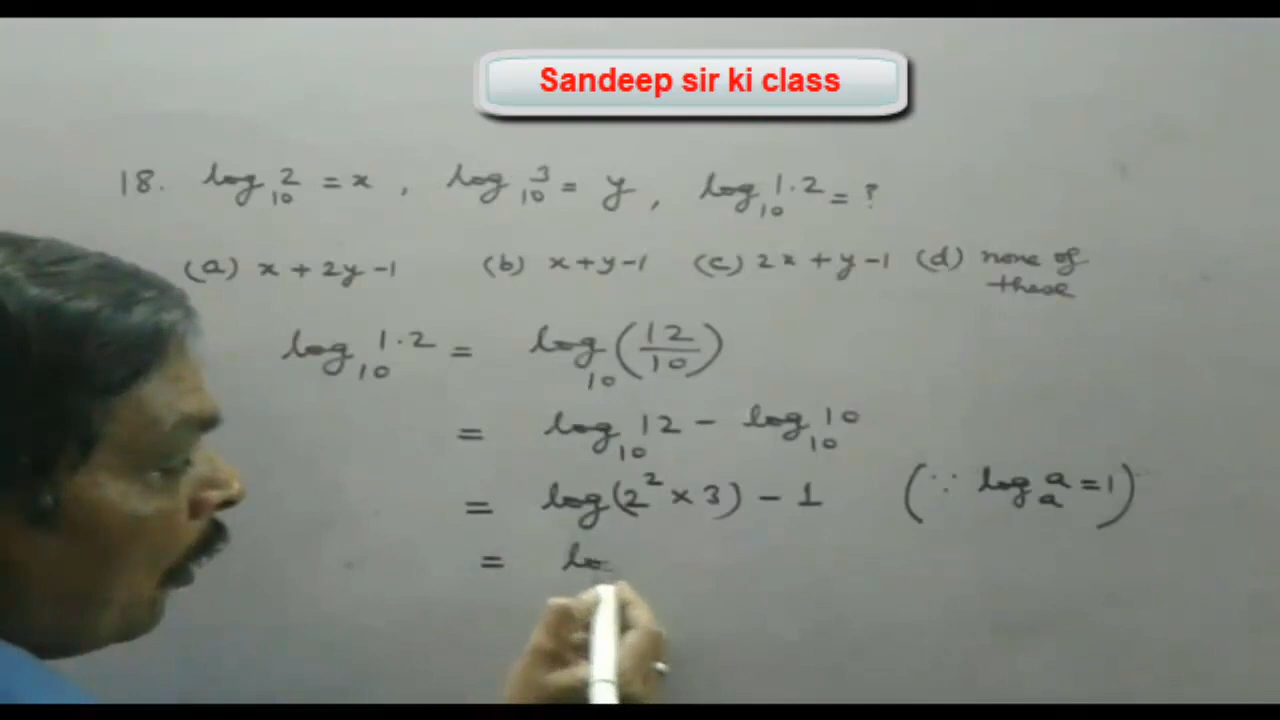 Sandeep sir ki class
18. log₁₀ 2 = x , log₁₀ 3 = y , log₁₀ 1.2 = ?
(a) x + 2y - 1 (b) x + y - 1 (c) 2x + y - 1 (d) none of these
log₁₀ 1.2 = log₁₀ (12/10)
= log₁₀ 12 - log₁₀ 10
= log(2² × 3) - 1 (∵ logₐ a = 1)
= lo